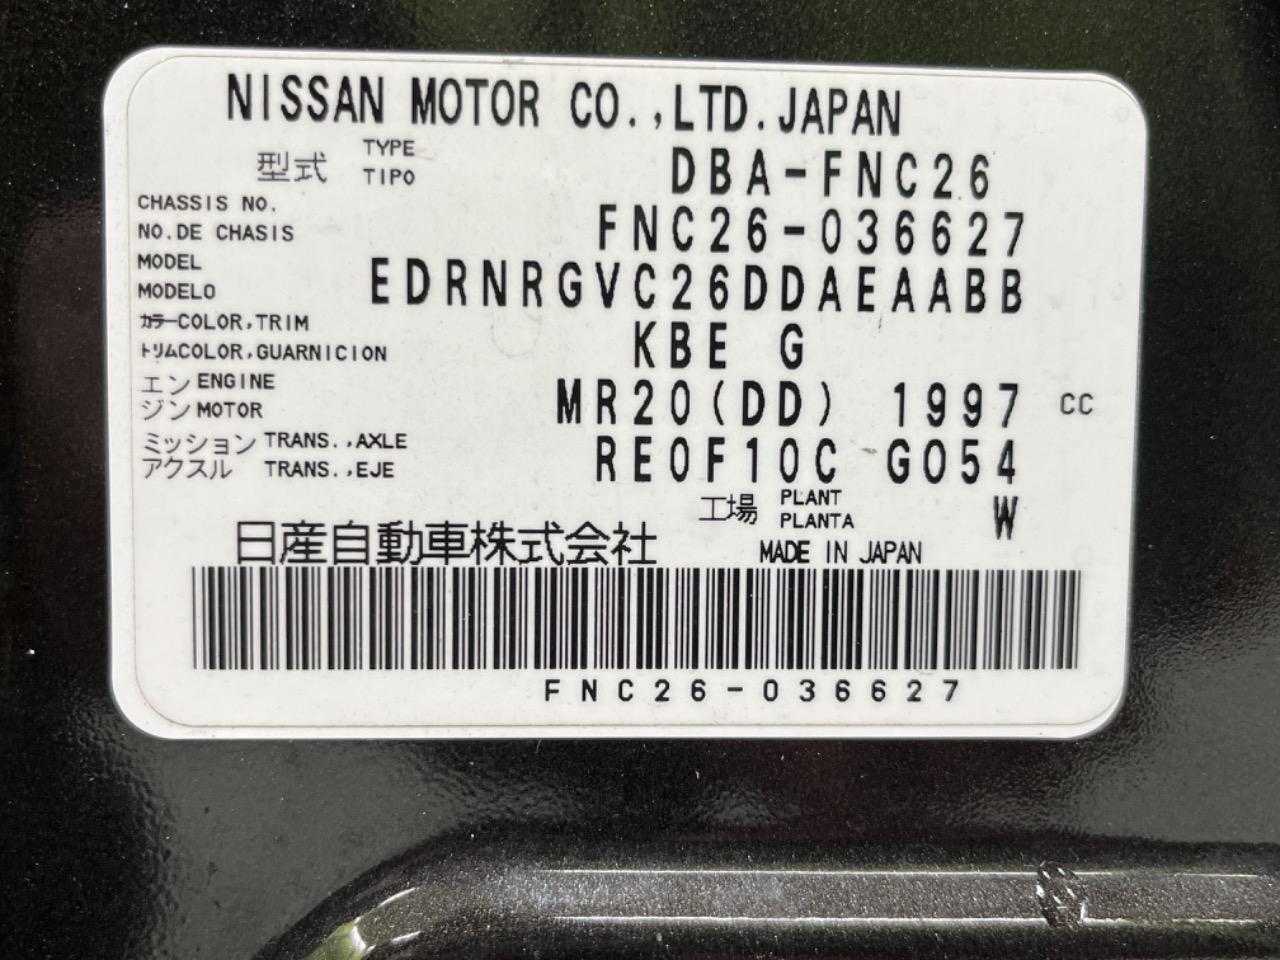 NISSAN MOTOR CO.,LTD.JAPAN
型式 TYPE TIPO DBA-FNC26
CHASSIS NO.
NO.DE CHASIS FNC26-036627
MODEL
MODELO EDRNRGVC26DDAEAABB
カラーCOLOR,TRIM
トリムCOLOR,GUARNICION KBE G
エンジン ENGINE MOTOR MR20(DD) 1997 CC
ミッション TRANS.,AXLE
アクスル TRANS.,EJE RE0F10C G054
工場 PLANT PLANTA W
日産自動車株式会社 MADE IN JAPAN
FNC26-036627